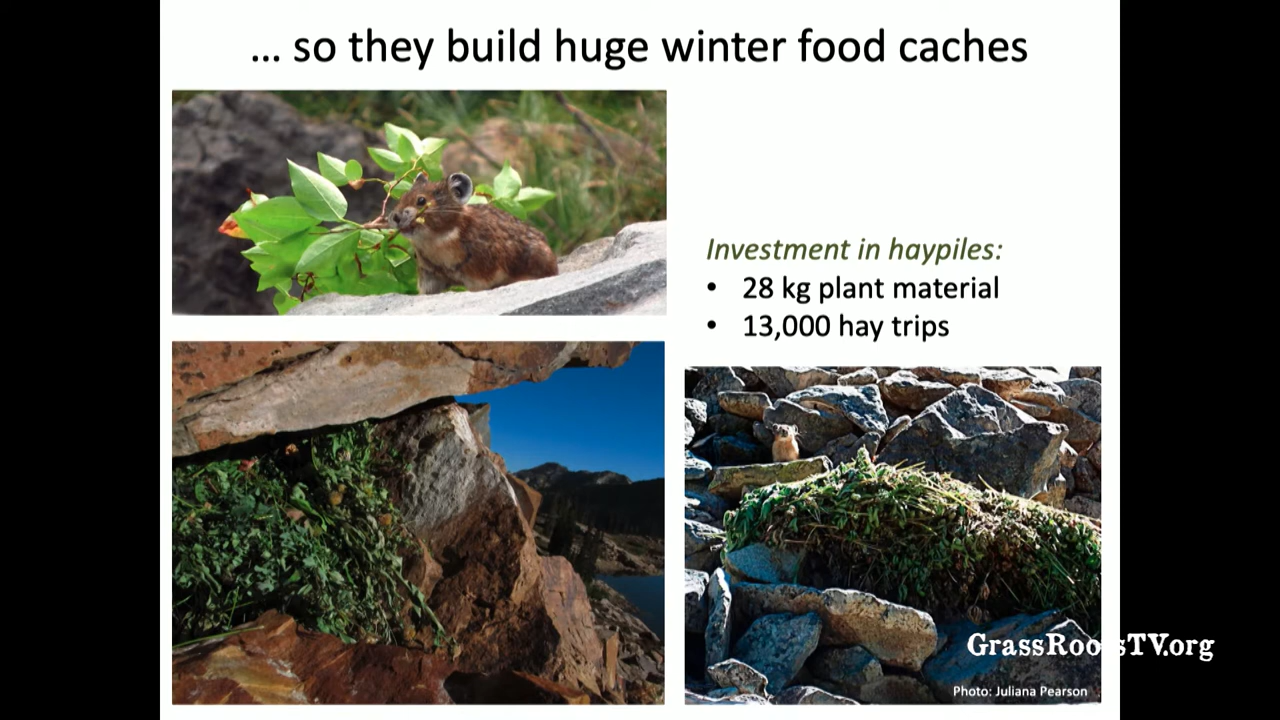 ... so they build huge winter food caches
Investment in haypiles:
• 28 kg plant material
• 13,000 hay trips
GrassRootsTV.org
Photo: Juliana Pearson